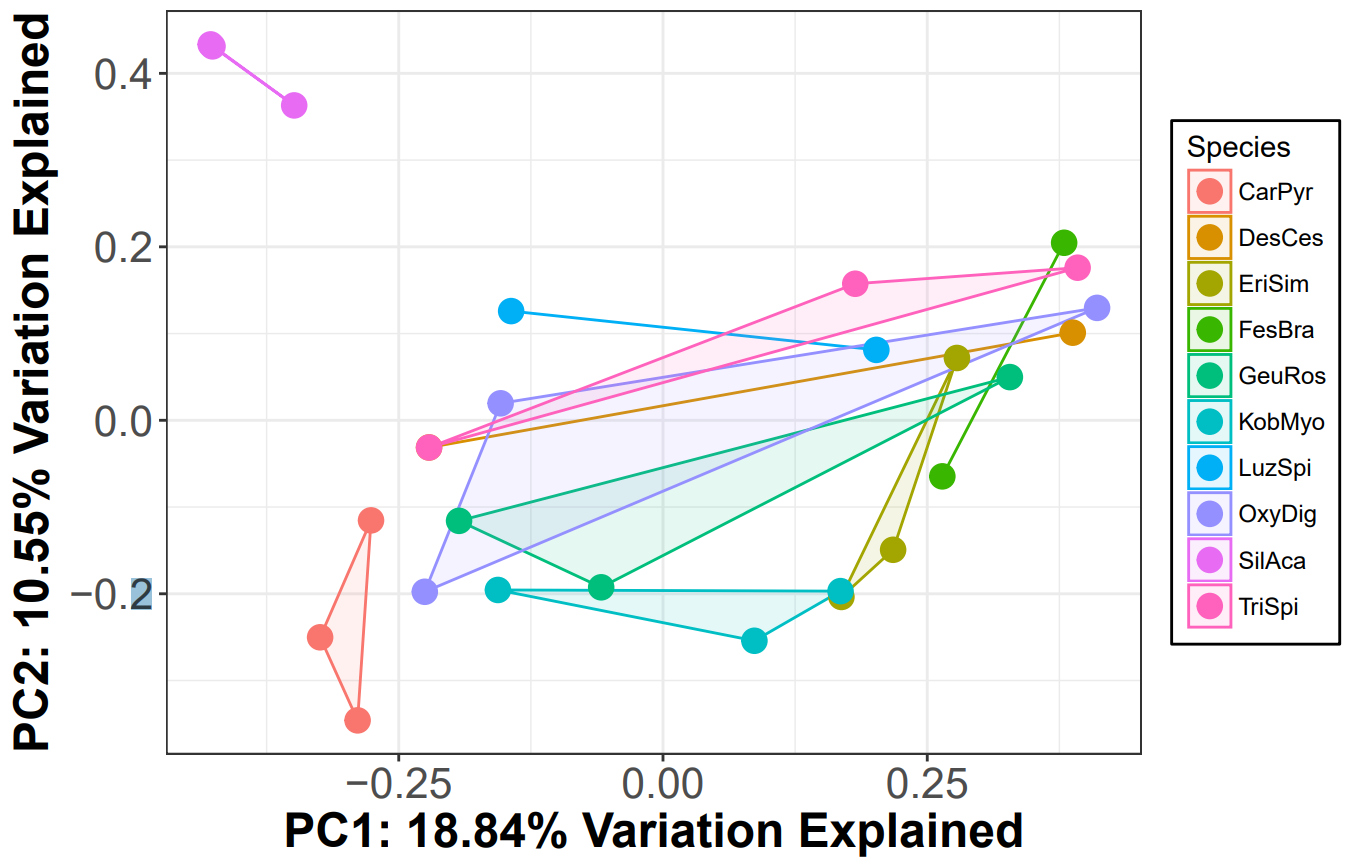 PC2: 10.55% Variation Explained
0.4
0.2
0.0
−0.2
−0.25
0.00
0.25
PC1: 18.84% Variation Explained
Species
CarPyr
DesCes
EriSim
FesBra
GeuRos
KobMyo
LuzSpi
OxyDig
SilAca
TriSpi